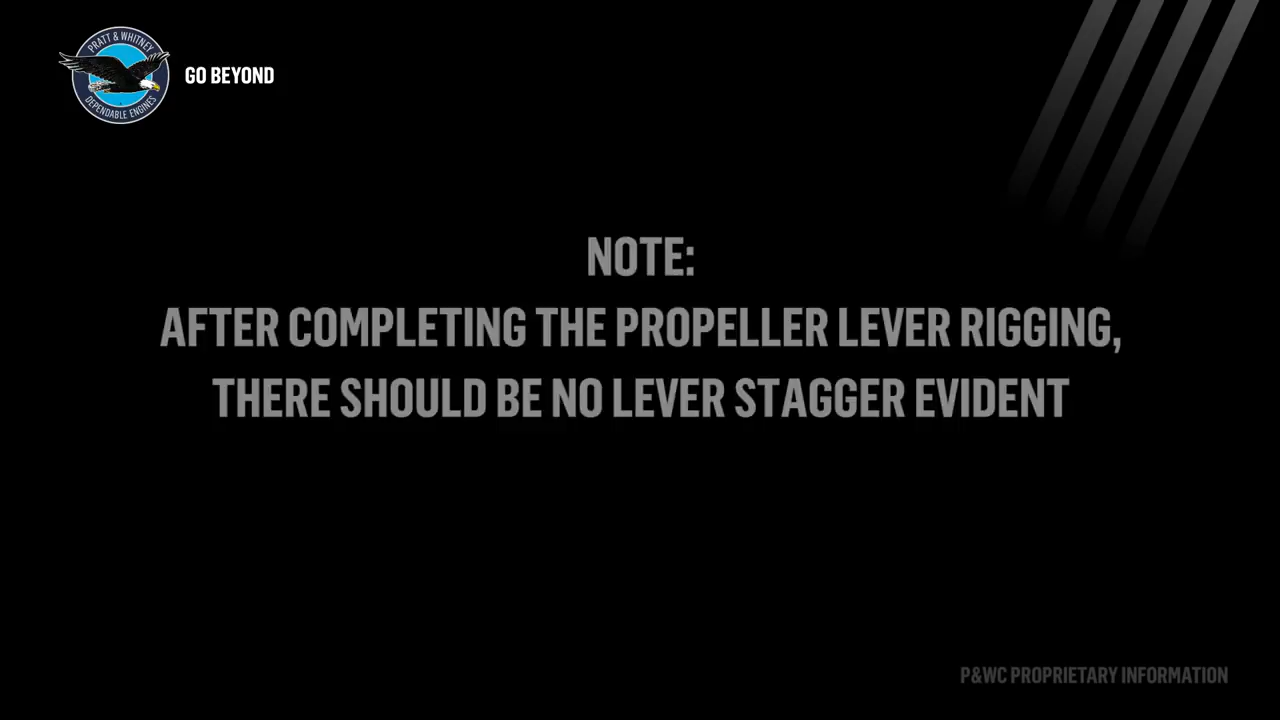 PRATT & WHITNEY
DEPENDABLE ENGINES
GO BEYOND
NOTE:
AFTER COMPLETING THE PROPELLER LEVER RIGGING,
THERE SHOULD BE NO LEVER STAGGER EVIDENT
P&WC PROPRIETARY INFORMATION